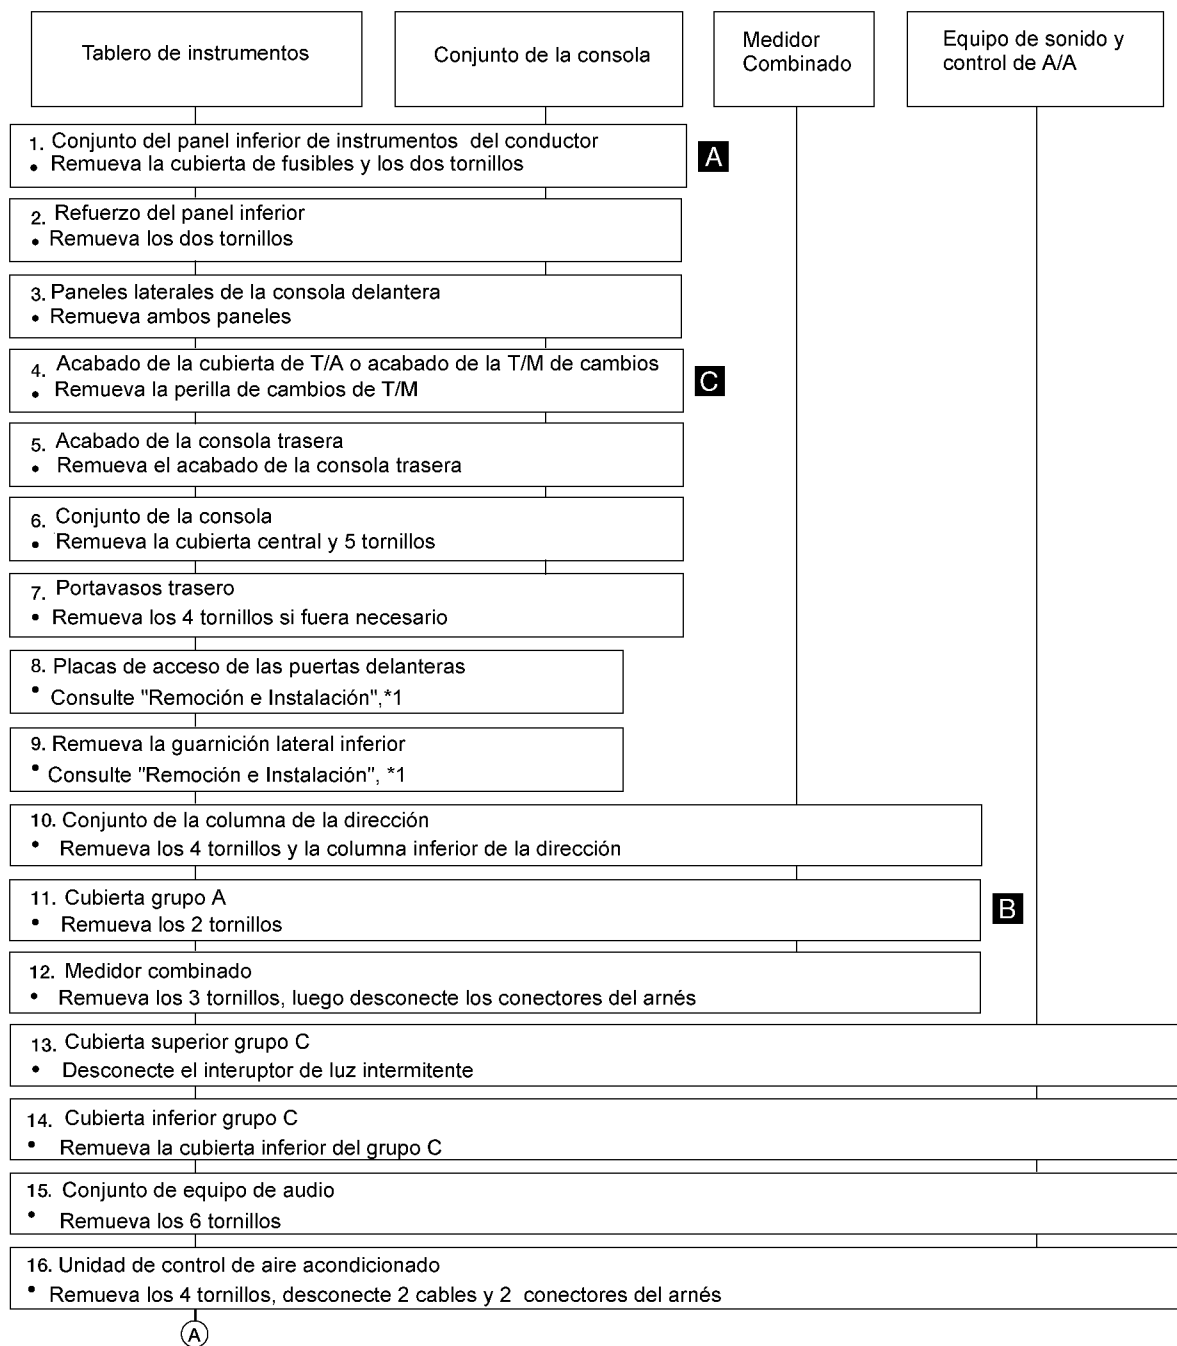 Tablero de instrumentos
Conjunto de la consola
Medidor
Combinado
Equipo de sonido y
control de A/A
1. Conjunto del panel inferior de instrumentos del conductor
• Remueva la cubierta de fusibles y los dos tornillos
A
2. Refuerzo del panel inferior
• Remueva los dos tornillos
3. Paneles laterales de la consola delantera
• Remueva ambos paneles
4. Acabado de la cubierta de T/A o acabado de la T/M de cambios
• Remueva la perilla de cambios de T/M
C
5. Acabado de la consola trasera
• Remueva el acabado de la consola trasera
6. Conjunto de la consola
• Remueva la cubierta central y 5 tornillos
7. Portavasos trasero
• Remueva los 4 tornillos si fuera necesario
8. Placas de acceso de las puertas delanteras
• Consulte "Remoción e Instalación",*1
9. Remueva la guarnición lateral inferior
• Consulte "Remoción e Instalación", *1
10. Conjunto de la columna de la dirección
• Remueva los 4 tornillos y la columna inferior de la dirección
11. Cubierta grupo A
• Remueva los 2 tornillos
B
12. Medidor combinado
• Remueva los 3 tornillos, luego desconecte los conectores del arnés
13. Cubierta superior grupo C
• Desconecte el interuptor de luz intermitente
14. Cubierta inferior grupo C
• Remueva la cubierta inferior del grupo C
15. Conjunto de equipo de audio
• Remueva los 6 tornillos
16. Unidad de control de aire acondicionado
• Remueva los 4 tornillos, desconecte 2 cables y 2 conectores del arnés
A